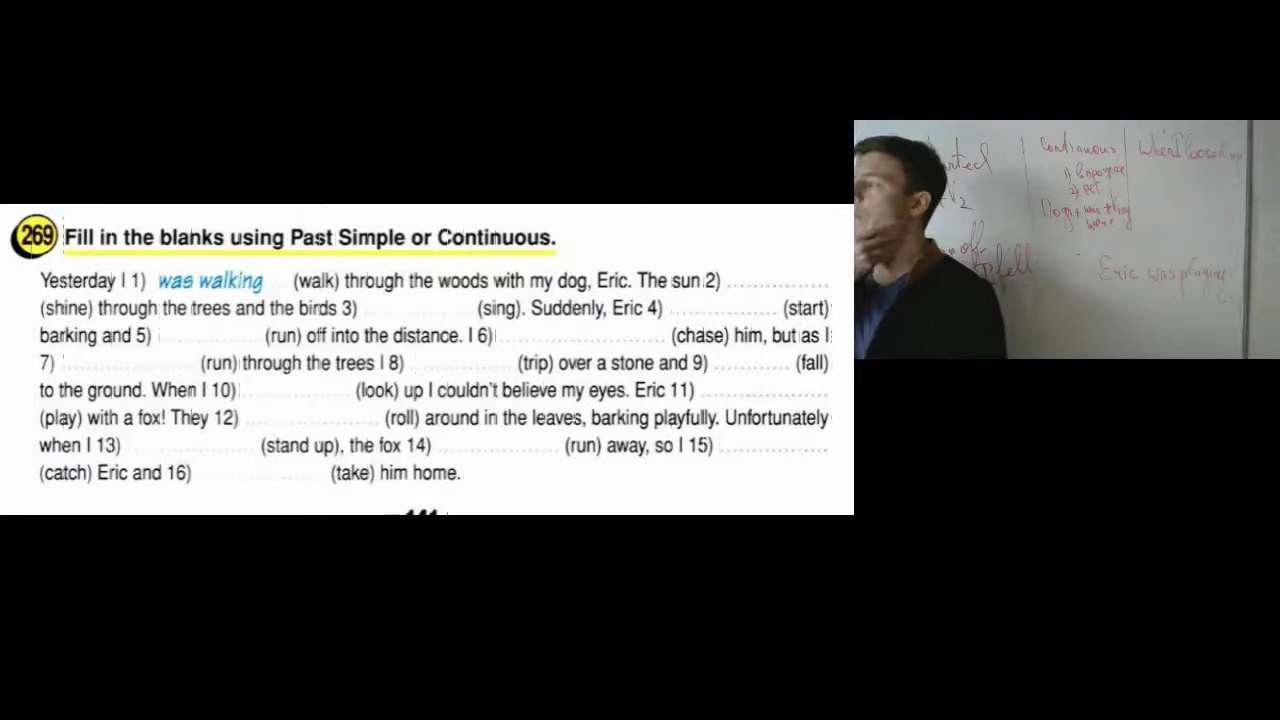 269 Fill in the blanks using Past Simple or Continuous.
Yesterday I 1) was walking (walk) through the woods with my dog, Eric. The sun 2) ..................
(shine) through the trees and the birds 3) .................. (sing). Suddenly, Eric 4) .................. (start)
barking and 5) .................. (run) off into the distance. I 6) .................. (chase) him, but as I
7) .................. (run) through the trees I 8) .................. (trip) over a stone and 9) .................. (fall)
to the ground. When I 10) .................. (look) up I couldn't believe my eyes. Eric 11) ..................
(play) with a fox! They 12) .................. (roll) around in the leaves, barking playfully. Unfortunately
when I 13) .................. (stand up), the fox 14) .................. (run) away, so I 15) ..................
(catch) Eric and 16) .................. (take) him home.
Continuous
1)
2)
was
were
Eric was playing